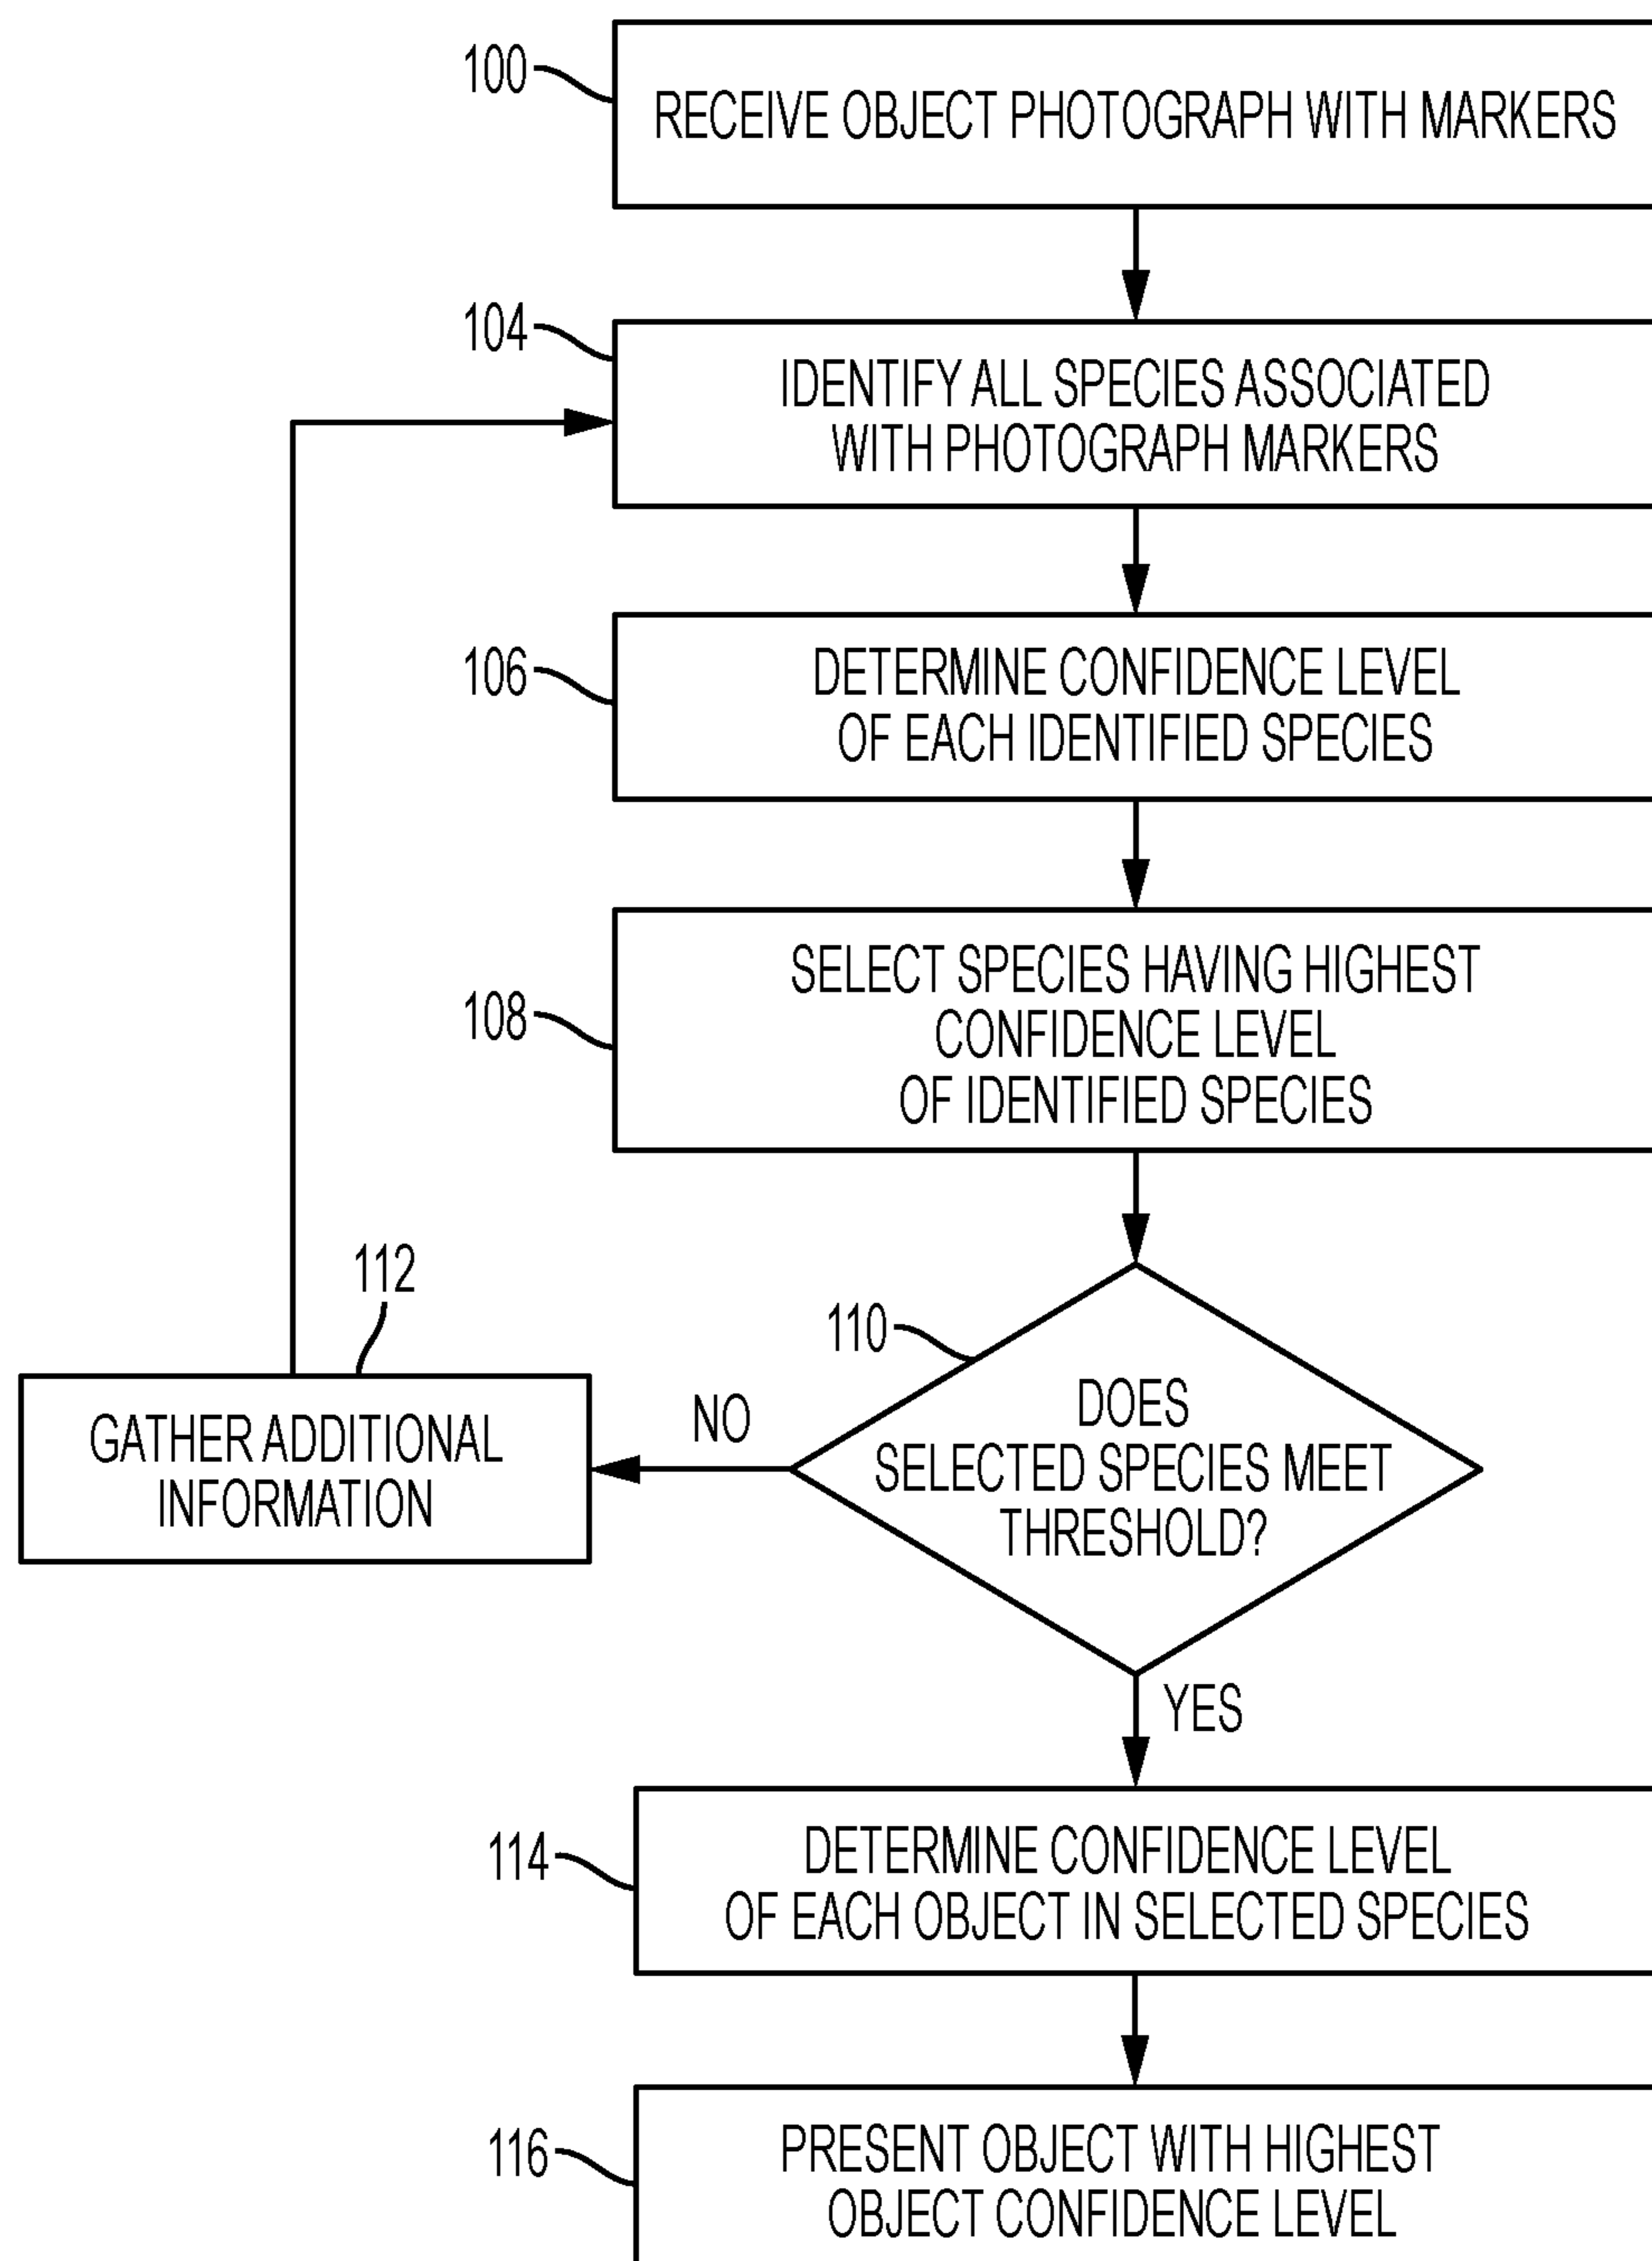 100
RECEIVE OBJECT PHOTOGRAPH WITH MARKERS
104
IDENTIFY ALL SPECIES ASSOCIATED
WITH PHOTOGRAPH MARKERS
106
DETERMINE CONFIDENCE LEVEL
OF EACH IDENTIFIED SPECIES
108
SELECT SPECIES HAVING HIGHEST
CONFIDENCE LEVEL
OF IDENTIFIED SPECIES
110
DOES
SELECTED SPECIES MEET
THRESHOLD?
NO
112
GATHER ADDITIONAL
INFORMATION
YES
114
DETERMINE CONFIDENCE LEVEL
OF EACH OBJECT IN SELECTED SPECIES
116
PRESENT OBJECT WITH HIGHEST
OBJECT CONFIDENCE LEVEL